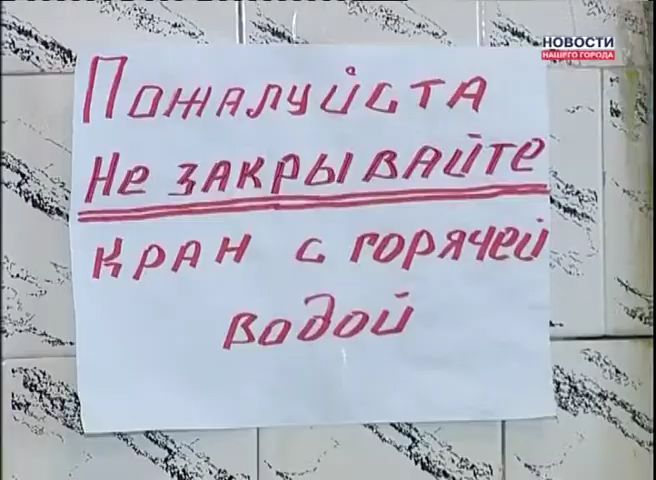 НОВОСТИ
НАШЕГО ГОРОДА
Пожалуйста
Не закрывайте
кран с горячей
водой